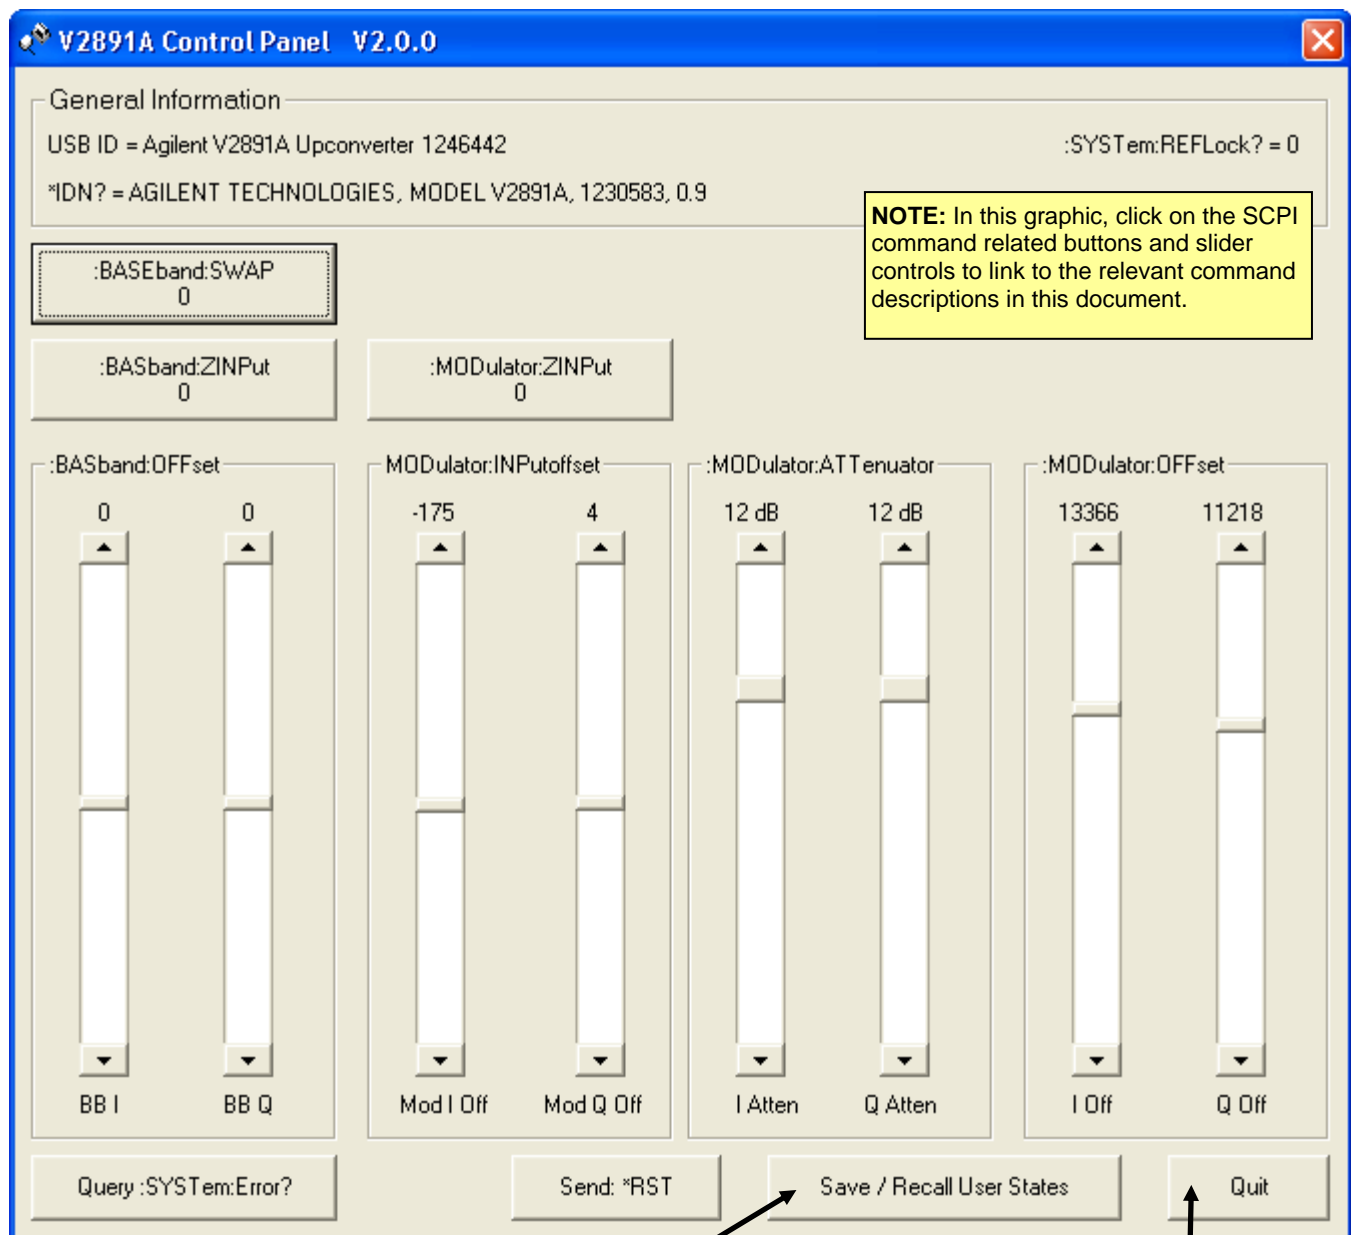 V2891A Control Panel V2.0.0
General Information
USB ID = Agilent V2891A Upconverter 1246442
:SYSTem:REFLock? = 0
*IDN? = AGILENT TECHNOLOGIES, MODEL V2891A, 1230583, 0.9
NOTE: In this graphic, click on the SCPI
command related buttons and slider
controls to link to the relevant command
descriptions in this document.
:BASEband:SWAP
0
:BASband:ZINPut
0
:MODulator:ZINPut
0
:BASband:OFFset
0 0
BB I BB Q
MODulator:INPutoffset
-175 4
Mod I Off Mod Q Off
:MODulator:ATTenuator
12 dB 12 dB
I Atten Q Atten
:MODulator:OFFset
13366 11218
I Off Q Off
Query :SYSTem:Error?
Send: *RST
Save / Recall User States
Quit